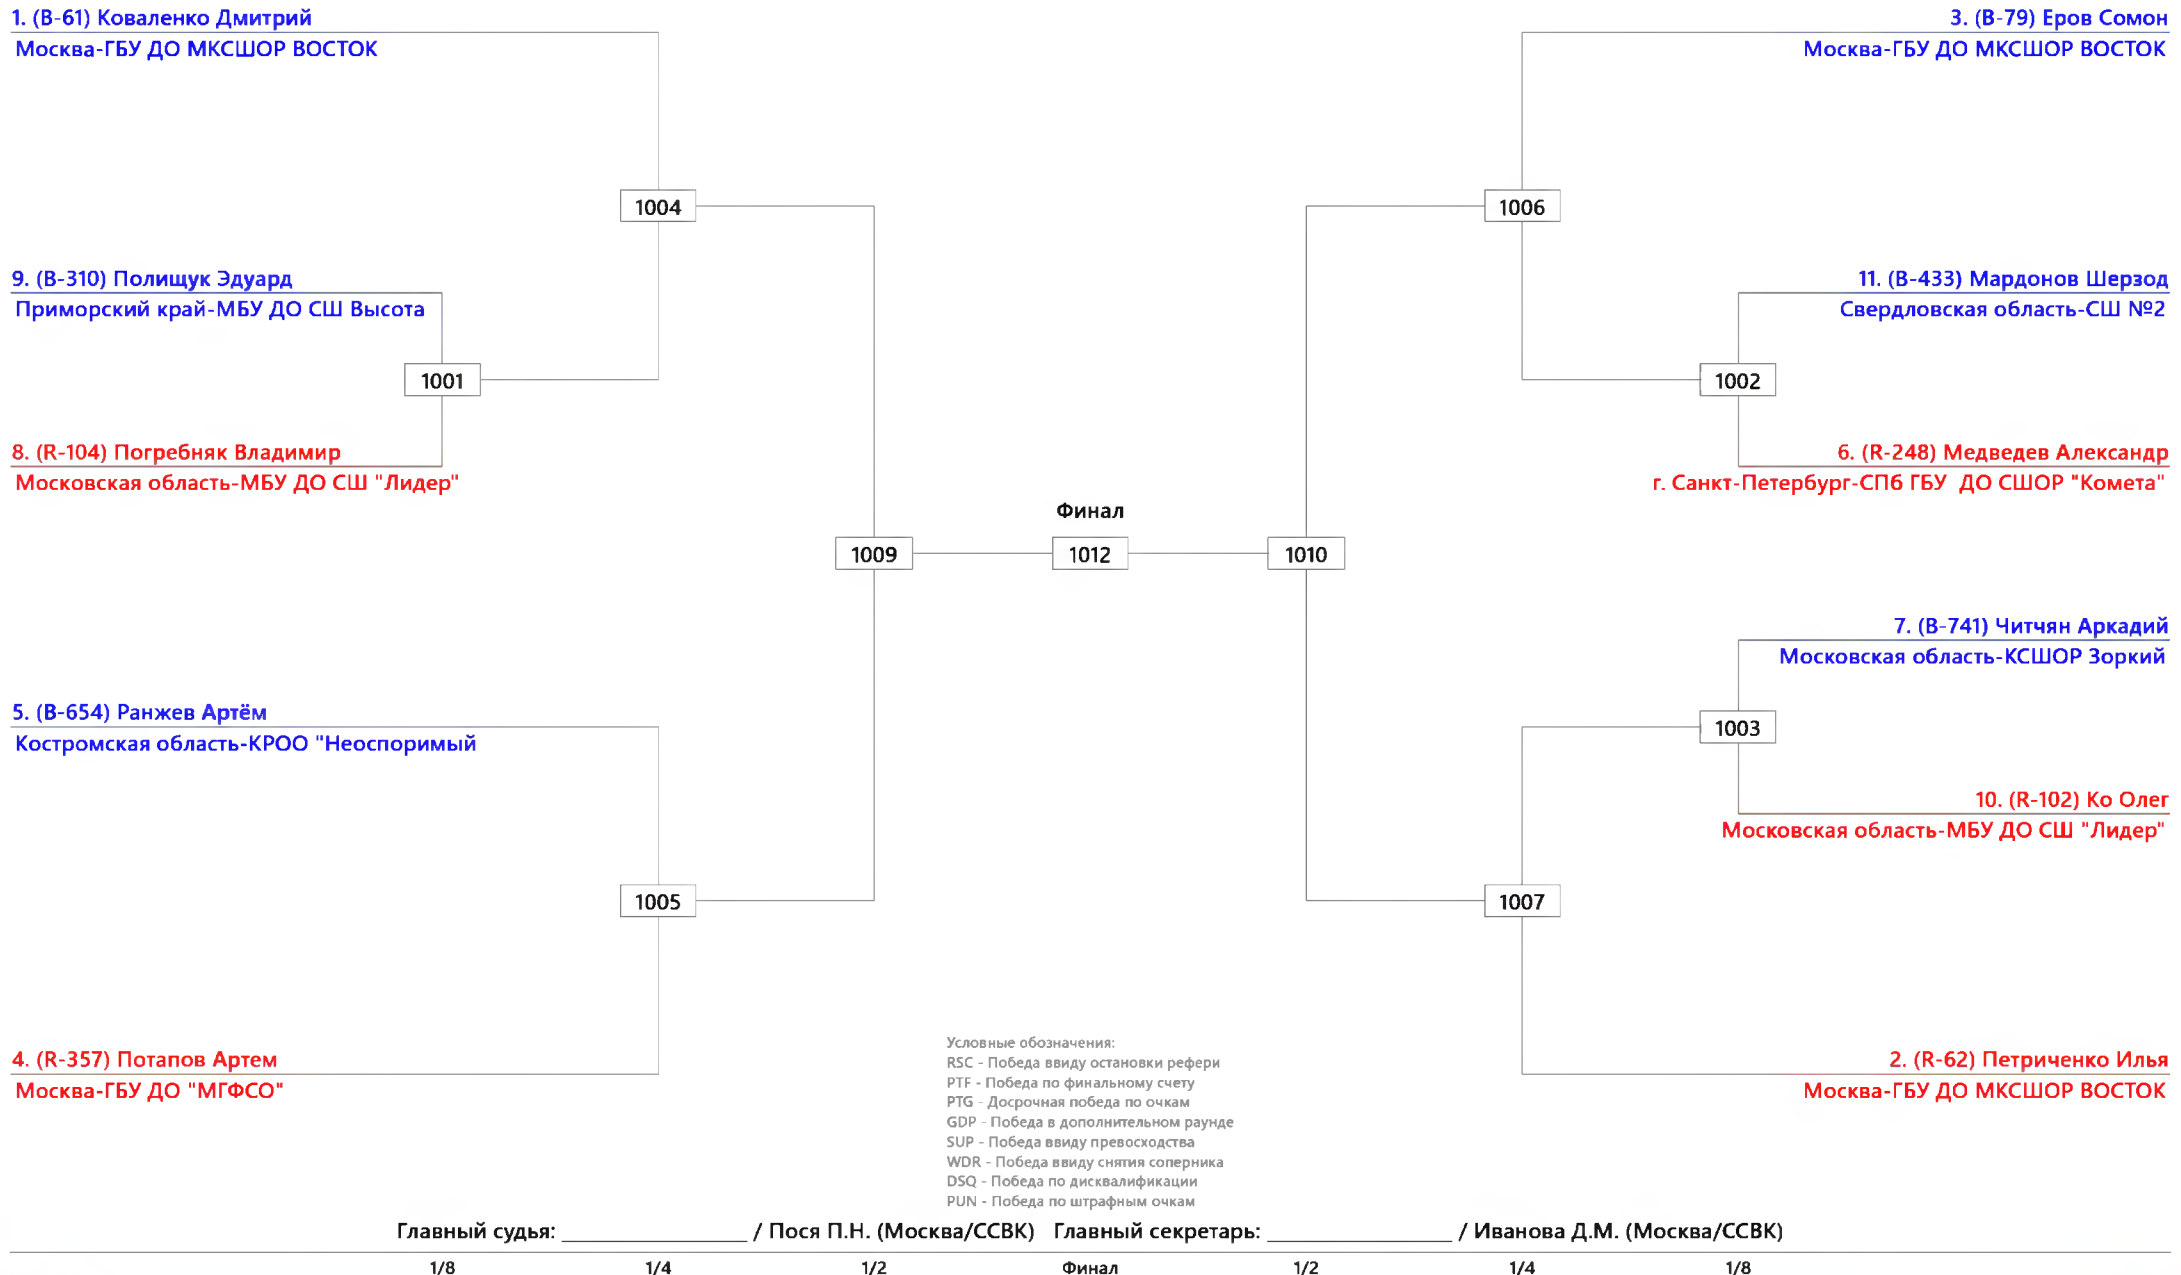 1. (B-61) Коваленко Дмитрий
Москва-ГБУ ДО МКСШОР ВОСТОК
3. (B-79) Еров Сомон
Москва-ГБУ ДО МКСШОР ВОСТОК
1004
1006
9. (B-310) Полищук Эдуард
Приморский край-МБУ ДО СШ Высота
11. (B-433) Мардонов Шерзод
Свердловская область-СШ №2
1001
1002
8. (R-104) Погребняк Владимир
Московская область-МБУ ДО СШ "Лидер"
6. (R-248) Медведев Александр
г. Санкт-Петербург-СПб ГБУ  ДО СШОР "Комета"
Финал
1009
1012
1010
7. (B-741) Читчян Аркадий
Московская область-КСШОР Зоркий
5. (B-654) Ранжев Артём
Костромская область-КРОО "Неоспоримый
1003
10. (R-102) Ко Олег
Московская область-МБУ ДО СШ "Лидер"
1005
1007
4. (R-357) Потапов Артем
Москва-ГБУ ДО "МГФСО"
2. (R-62) Петриченко Илья
Москва-ГБУ ДО МКСШОР ВОСТОК
Условные обозначения:
RSC - Победа ввиду остановки рефери
PTF - Победа по финальному счету
PTG - Досрочная победа по очкам
GDP - Победа в дополнительном раунде
SUP - Победа ввиду превосходства
WDR - Победа ввиду снятия соперника
DSQ - Победа по дисквалификации
PUN - Победа по штрафным очкам
Главный судья: ________________ / Пося П.Н. (Москва/ССВК) Главный секретарь: ________________ / Иванова Д.М. (Москва/ССВК)
1/8 1/4 1/2 Финал 1/2 1/4 1/8